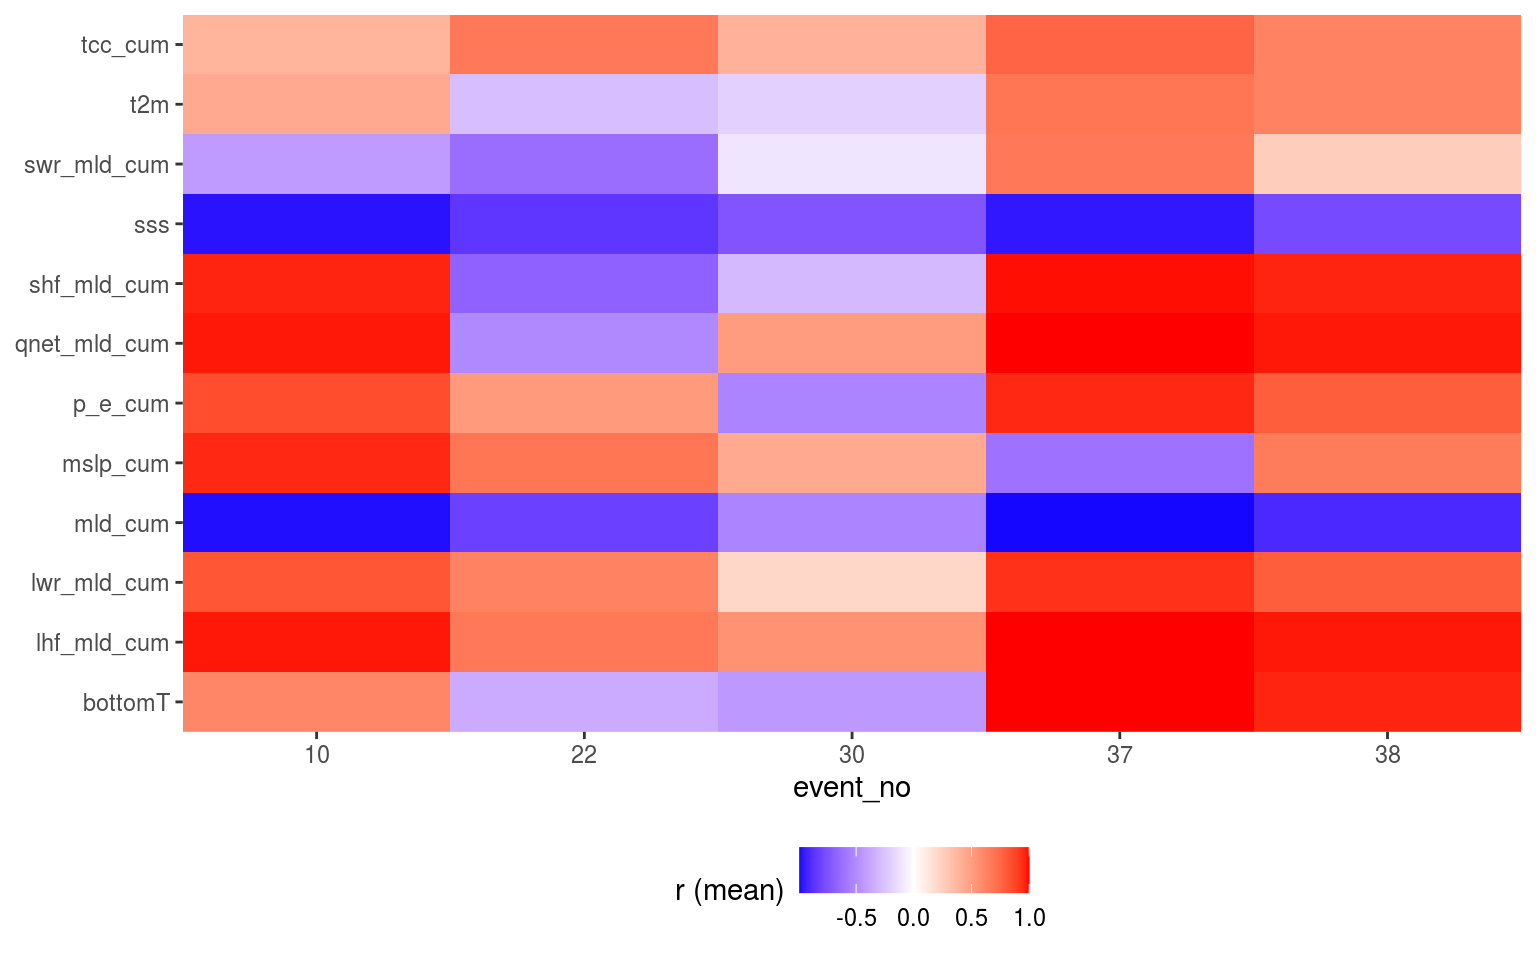 tcc_cum
t2m
swr_mld_cum
sss
shf_mld_cum
qnet_mld_cum
p_e_cum
mslp_cum
mld_cum
lwr_mld_cum
lhf_mld_cum
bottomT
10 22 30 37 38
event_no
r (mean)
-0.5 0.0 0.5 1.0